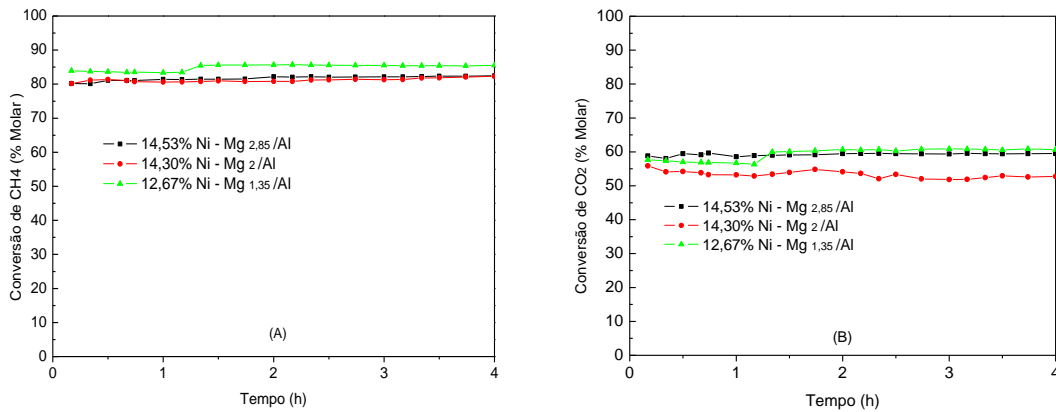 100
90
80
70
60
50
40
30
20
10
0
Conversão de CH4 (% Molar )
14,53% Ni - Mg 2,85 /Al
14,30% Ni - Mg 2 /Al
12,67% Ni - Mg 1,35 /Al
(A)
0 1 2 3 4
Tempo (h)
100
90
80
70
60
50
40
30
20
10
0
Conversão de CO2 (% Molar)
14,53% Ni - Mg 2,85 /Al
14,30% Ni - Mg 2 /Al
12,67% Ni - Mg 1,35 /Al
(B)
0 1 2 3 4
Tempo (h)